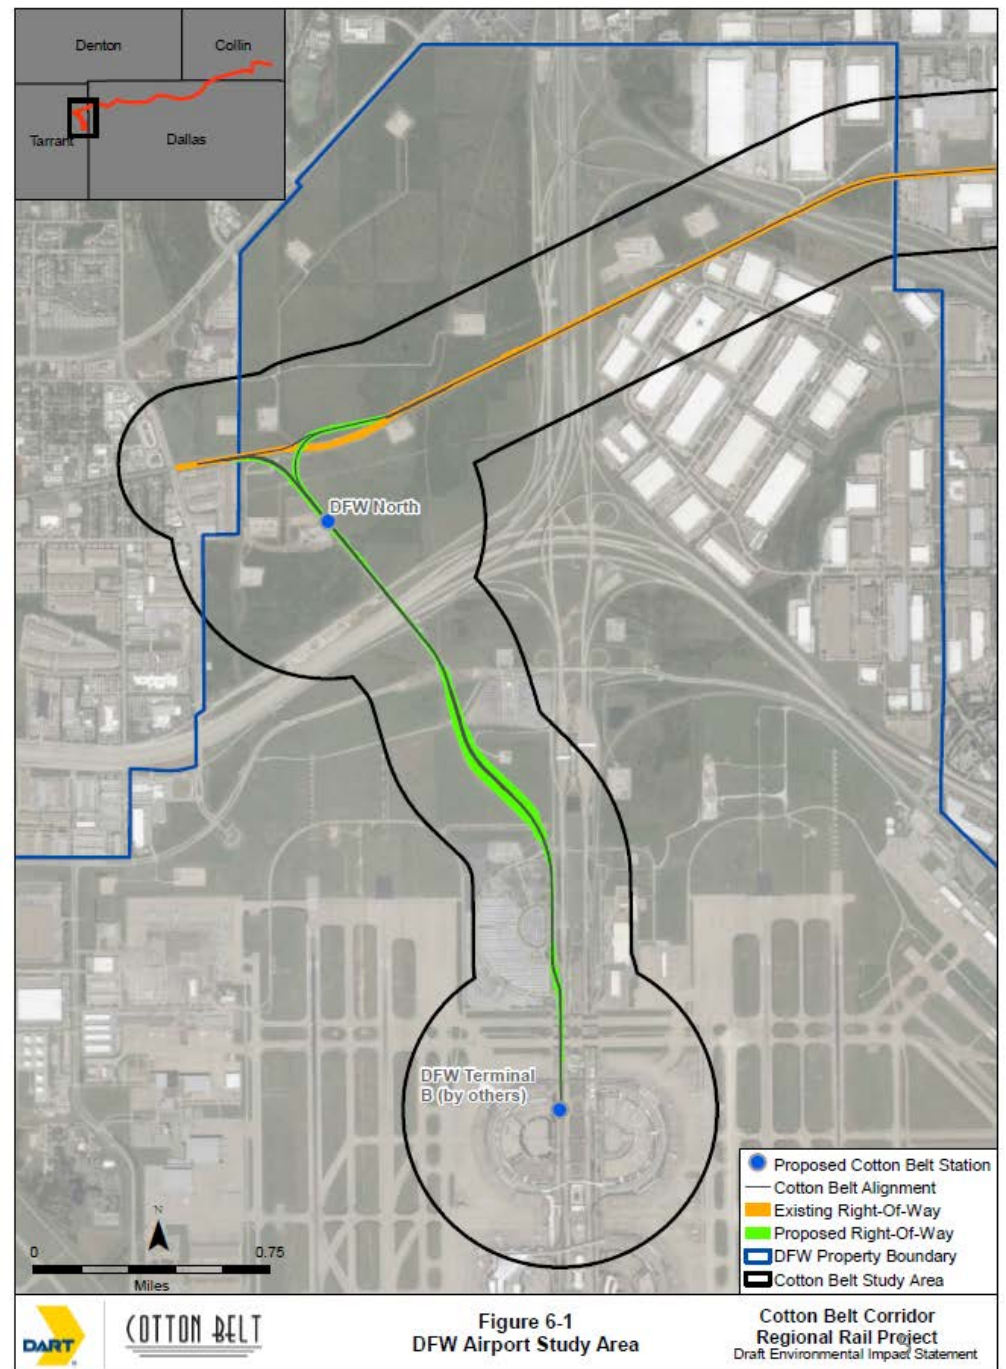 Denton
Collin
Tarrant
Dallas
DFW North
DFW Terminal
B (by others)
Proposed Cotton Belt Station
Cotton Belt Alignment
Existing Right-Of-Way
Proposed Right-Of-Way
DFW Property Boundary
Cotton Belt Study Area
N
0
0.75
Miles
DART
COTTON BELT
Figure 6-1
DFW Airport Study Area
Cotton Belt Corridor
Regional Rail Project
Draft Environmental Impact Statement